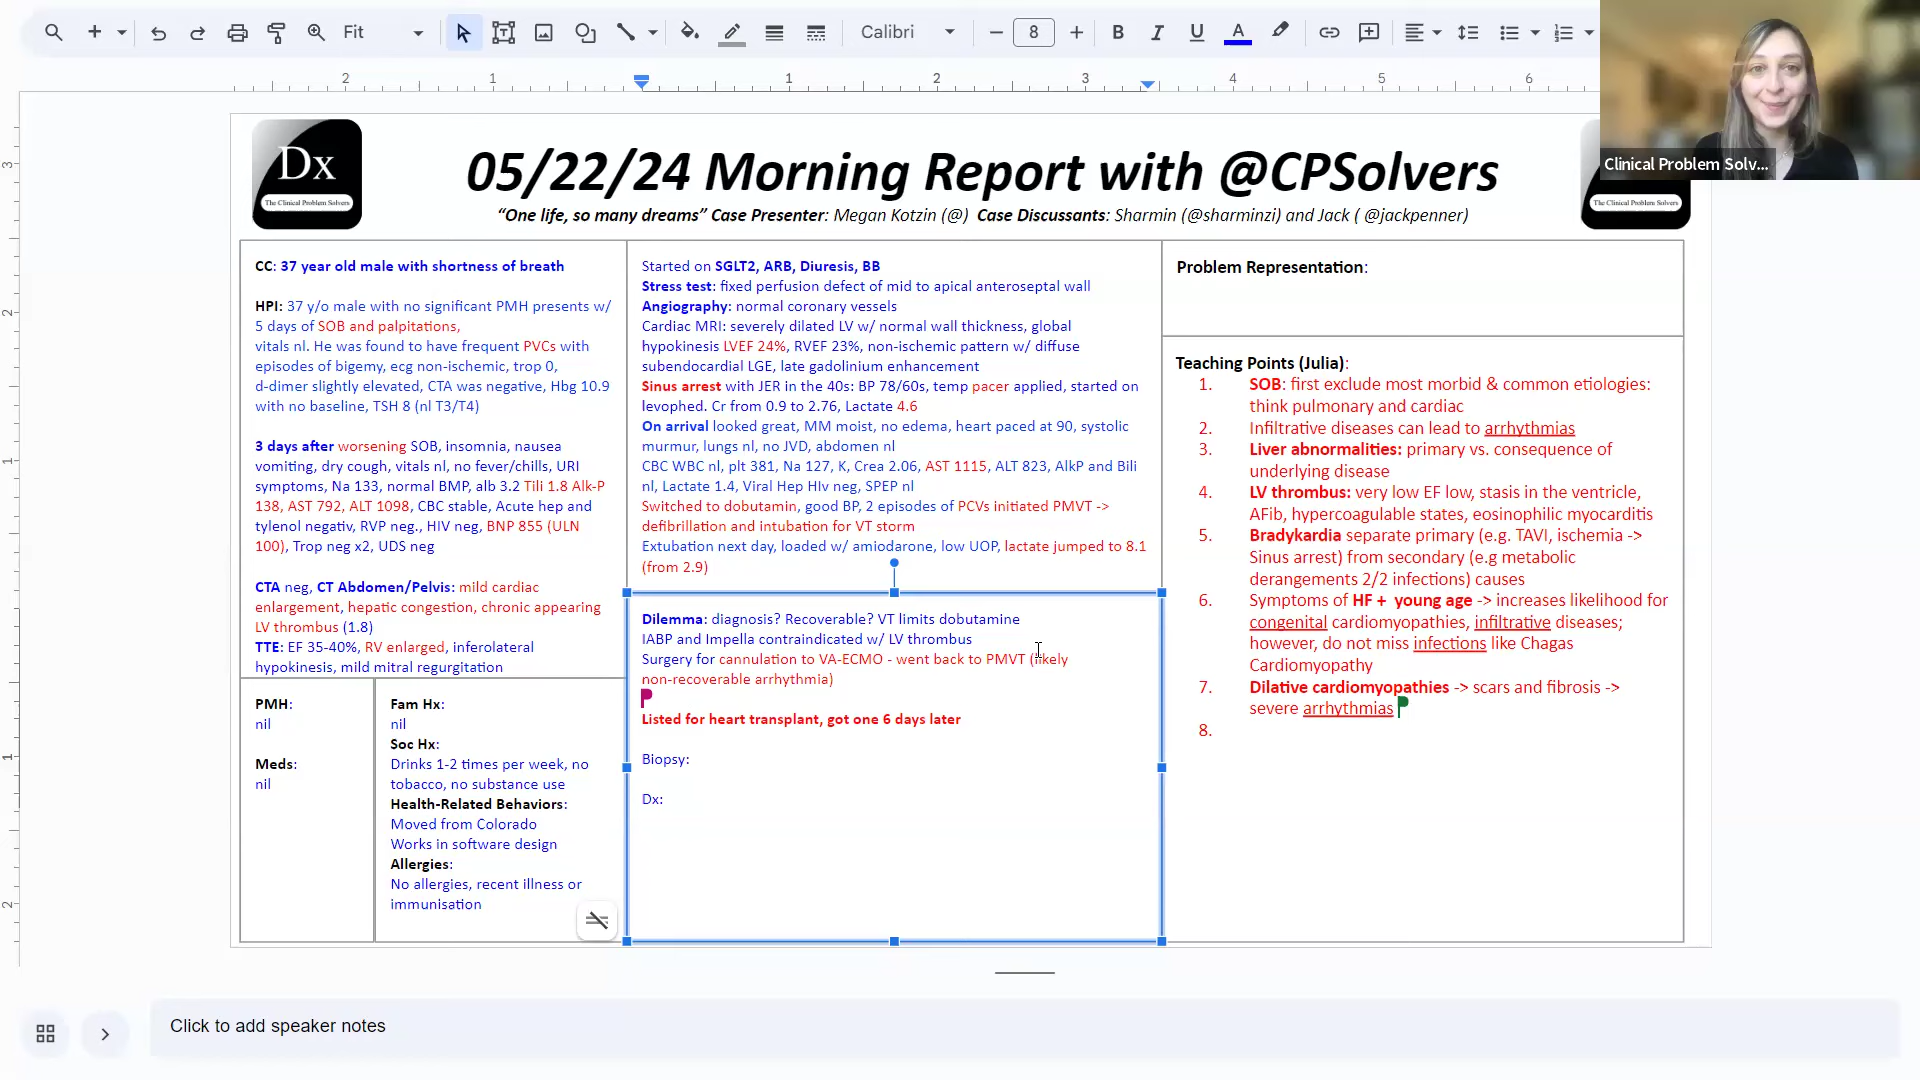 Fit
Calibri
8
2
1
1
2
3
4
5
6
3
2
1
1
2
Dx
The Clinical Problem Solvers
05/22/24 Morning Report with @CPSolvers
“One life, so many dreams” Case Presenter: Megan Kotzin (@) Case Discussants: Sharmin (@sharminzi) and Jack ( @jackpenner)
Clinical Problem Solv...
The Clinical Problem Solvers
CC: 37 year old male with shortness of breath
HPI: 37 y/o male with no significant PMH presents w/
5 days of SOB and palpitations,
vitals nl. He was found to have frequent PVCs with
episodes of bigemy, ecg non-ischemic, trop 0,
d-dimer slightly elevated, CTA was negative, Hbg 10.9
with no baseline, TSH 8 (nl T3/T4)
3 days after worsening SOB, insomnia, nausea
vomiting, dry cough, vitals nl, no fever/chills, URI
symptoms, Na 133, normal BMP, alb 3.2 Tili 1.8 Alk-P
138, AST 792, ALT 1098, CBC stable, Acute hep and
tylenol negativ, RVP neg., HIV neg, BNP 855 (ULN
100), Trop neg x2, UDS neg
CTA neg, CT Abdomen/Pelvis: mild cardiac
enlargement, hepatic congestion, chronic appearing
LV thrombus (1.8)
TTE: EF 35-40%, RV enlarged, inferolateral
hypokinesis, mild mitral regurgitation
PMH:
nil
Meds:
nil
Fam Hx:
nil
Soc Hx:
Drinks 1-2 times per week, no
tobacco, no substance use
Health-Related Behaviors:
Moved from Colorado
Works in software design
Allergies:
No allergies, recent illness or
immunisation
Started on SGLT2, ARB, Diuresis, BB
Stress test: fixed perfusion defect of mid to apical anteroseptal wall
Angiography: normal coronary vessels
Cardiac MRI: severely dilated LV w/ normal wall thickness, global
hypokinesis LVEF 24%, RVEF 23%, non-ischemic pattern w/ diffuse
subendocardial LGE, late gadolinium enhancement
Sinus arrest with JER in the 40s: BP 78/60s, temp pacer applied, started on
levophed. Cr from 0.9 to 2.76, Lactate 4.6
On arrival looked great, MM moist, no edema, heart paced at 90, systolic
murmur, lungs nl, no JVD, abdomen nl
CBC WBC nl, plt 381, Na 127, K, Crea 2.06, AST 1115, ALT 823, AlkP and Bili
nl, Lactate 1.4, Viral Hep HIv neg, SPEP nl
Switched to dobutamin, good BP, 2 episodes of PCVs initiated PMVT ->
defibrillation and intubation for VT storm
Extubation next day, loaded w/ amiodarone, low UOP, lactate jumped to 8.1
(from 2.9)
Dilemma: diagnosis? Recoverable? VT limits dobutamine
IABP and Impella contraindicated w/ LV thrombus
Surgery for cannulation to VA-ECMO - went back to PMVT (likely
non-recoverable arrhythmia)
Listed for heart transplant, got one 6 days later
Biopsy:
Dx:
Problem Representation:
Teaching Points (Julia):
1. SOB: first exclude most morbid & common etiologies:
think pulmonary and cardiac
2. Infiltrative diseases can lead to arrhythmias
3. Liver abnormalities: primary vs. consequence of
underlying disease
4. LV thrombus: very low EF low, stasis in the ventricle,
AFib, hypercoagulable states, eosinophilic myocarditis
5. Bradykardia separate primary (e.g. TAVI, ischemia ->
Sinus arrest) from secondary (e.g metabolic
derangements 2/2 infections) causes
6. Symptoms of HF + young age -> increases likelihood for
congenital cardiomyopathies, infiltrative diseases;
however, do not miss infections like Chagas
Cardiomyopathy
7. Dilative cardiomyopathies -> scars and fibrosis ->
severe arrhythmias
8.
Click to add speaker notes